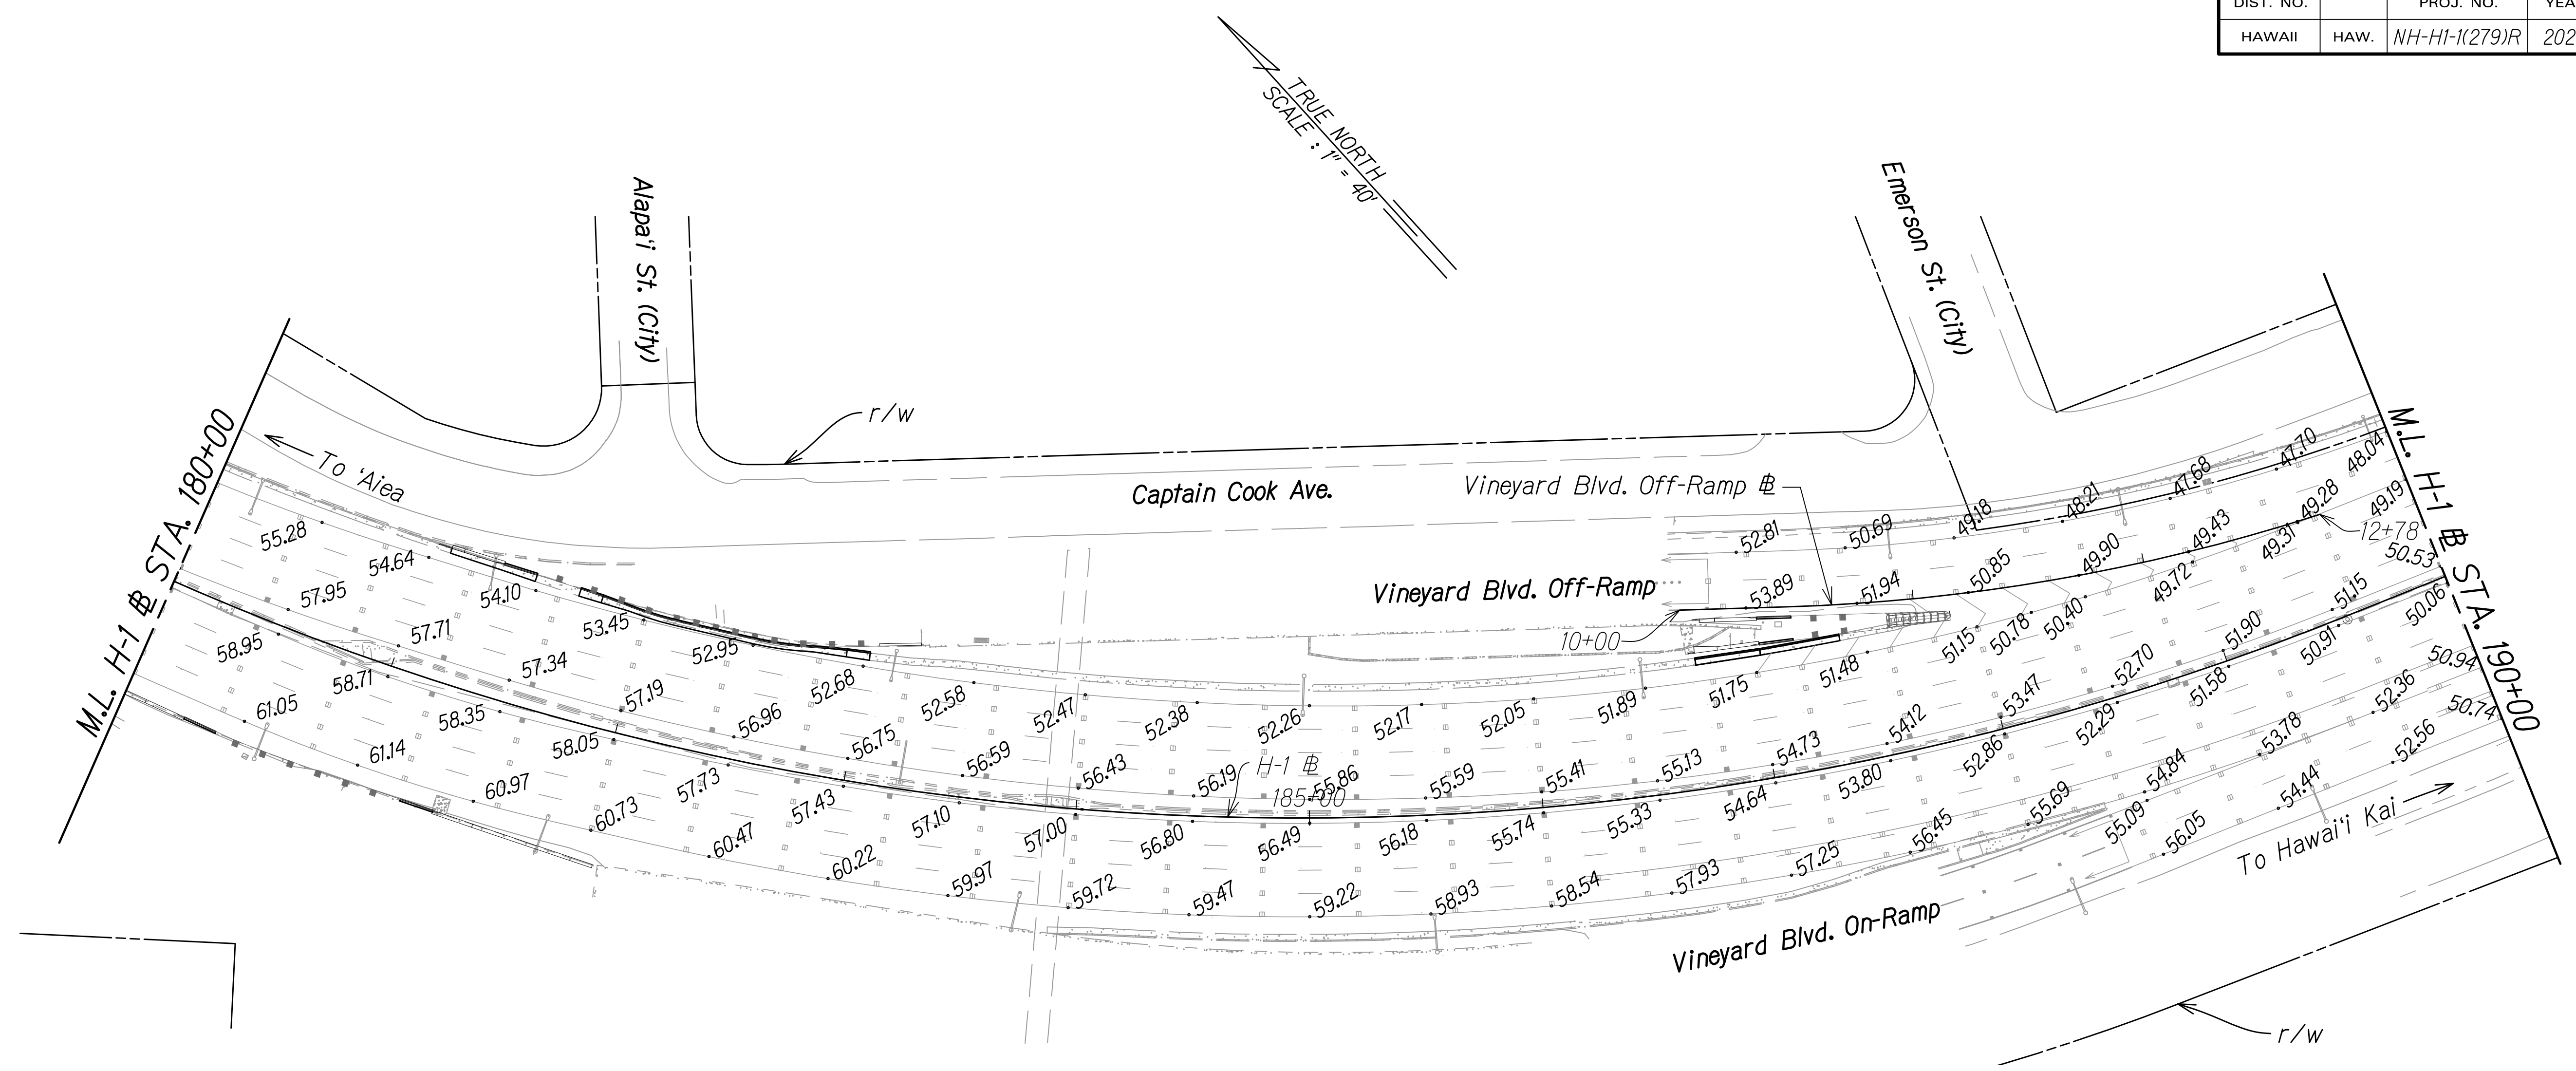 DIST. NO. PROJ. NO.
HAWAII HAW. NH-H1-1(279)R
TRUE NORTH
SCALE : 1" = 40'
Alapa'i St. (City)
Emerson St. (City)
r/w
M.L. H-1 BL STA. 180+00
M.L. H-1 BL STA. 190+00
To 'Aiea
Captain Cook Ave.
Vineyard Blvd. Off-Ramp BL
Vineyard Blvd. Off-Ramp
10+00
12+78
52.81 50.69 49.18 48.21 47.68 47.70 48.04
53.89 51.94 50.85 49.90 49.43 49.28 49.19
55.28 54.64 54.10 53.45 52.95 52.68 52.58 52.47 52.38 52.26 52.17 52.05 51.89 51.75 51.48 51.15 50.78 50.40 49.72 49.31 50.53
57.95 57.71 57.34 57.19 56.96 56.75 56.59 56.43 56.19 55.86 55.59 55.41 55.13 54.73 54.12 53.47 52.70 51.90 51.15
H-1 BL
185+00
58.95 58.71 58.35 58.05 57.73 57.43 57.10 57.00 56.80 56.49 56.18 55.74 55.33 54.64 53.80 52.86 52.29 51.58 50.91 50.06
61.05 61.14 60.97 60.73 60.47 60.22 59.97 59.72 59.47 59.22 58.93 58.54 57.93 57.25 56.45 55.69 54.84 53.78 52.36 50.94
55.09 56.05 54.44 52.56 50.74
To Hawai'i Kai
Vineyard Blvd. On-Ramp
r/w